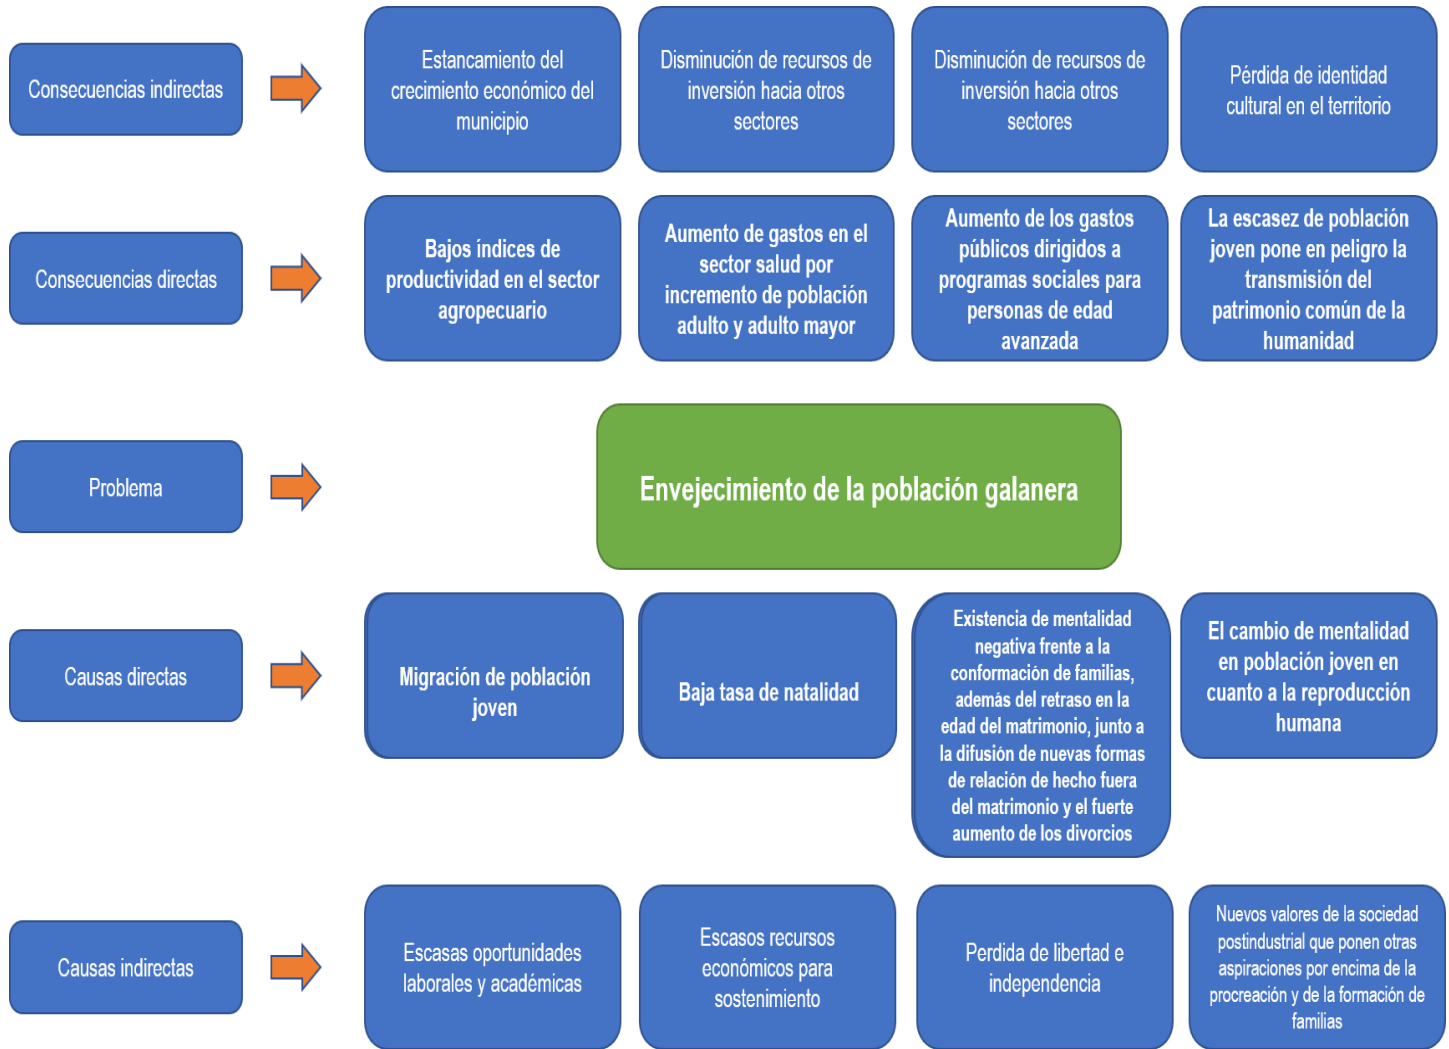 Consecuencias indirectas
Estancamiento del
crecimiento económico del
municipio
Disminución de recursos de
inversión hacia otros
sectores
Disminución de recursos de
inversión hacia otros
sectores
Pérdida de identidad
cultural en el territorio
Consecuencias directas
Bajos índices de
productividad en el sector
agropecuario
Aumento de gastos en el
sector salud por
incremento de población
adulto y adulto mayor
Aumento de los gastos
públicos dirigidos a
programas sociales para
personas de edad
avanzada
La escasez de población
joven pone en peligro la
transmisión del
patrimonio común de la
humanidad
Problema
Envejecimiento de la población galanera
Causas directas
Migración de población
joven
Baja tasa de natalidad
Existencia de mentalidad
negativa frente a la
conformación de familias,
además del retraso en la
edad del matrimonio, junto a
la difusión de nuevas formas
de relación de hecho fuera
del matrimonio y el fuerte
aumento de los divorcios
El cambio de mentalidad
en población joven en
cuanto a la reproducción
humana
Causas indirectas
Escasas oportunidades
laborales y académicas
Escasos recursos
económicos para
sostenimiento
Perdida de libertad e
independencia
Nuevos valores de la sociedad
postindustrial que ponen otras
aspiraciones por encima de la
procreación y de la formación de
familias